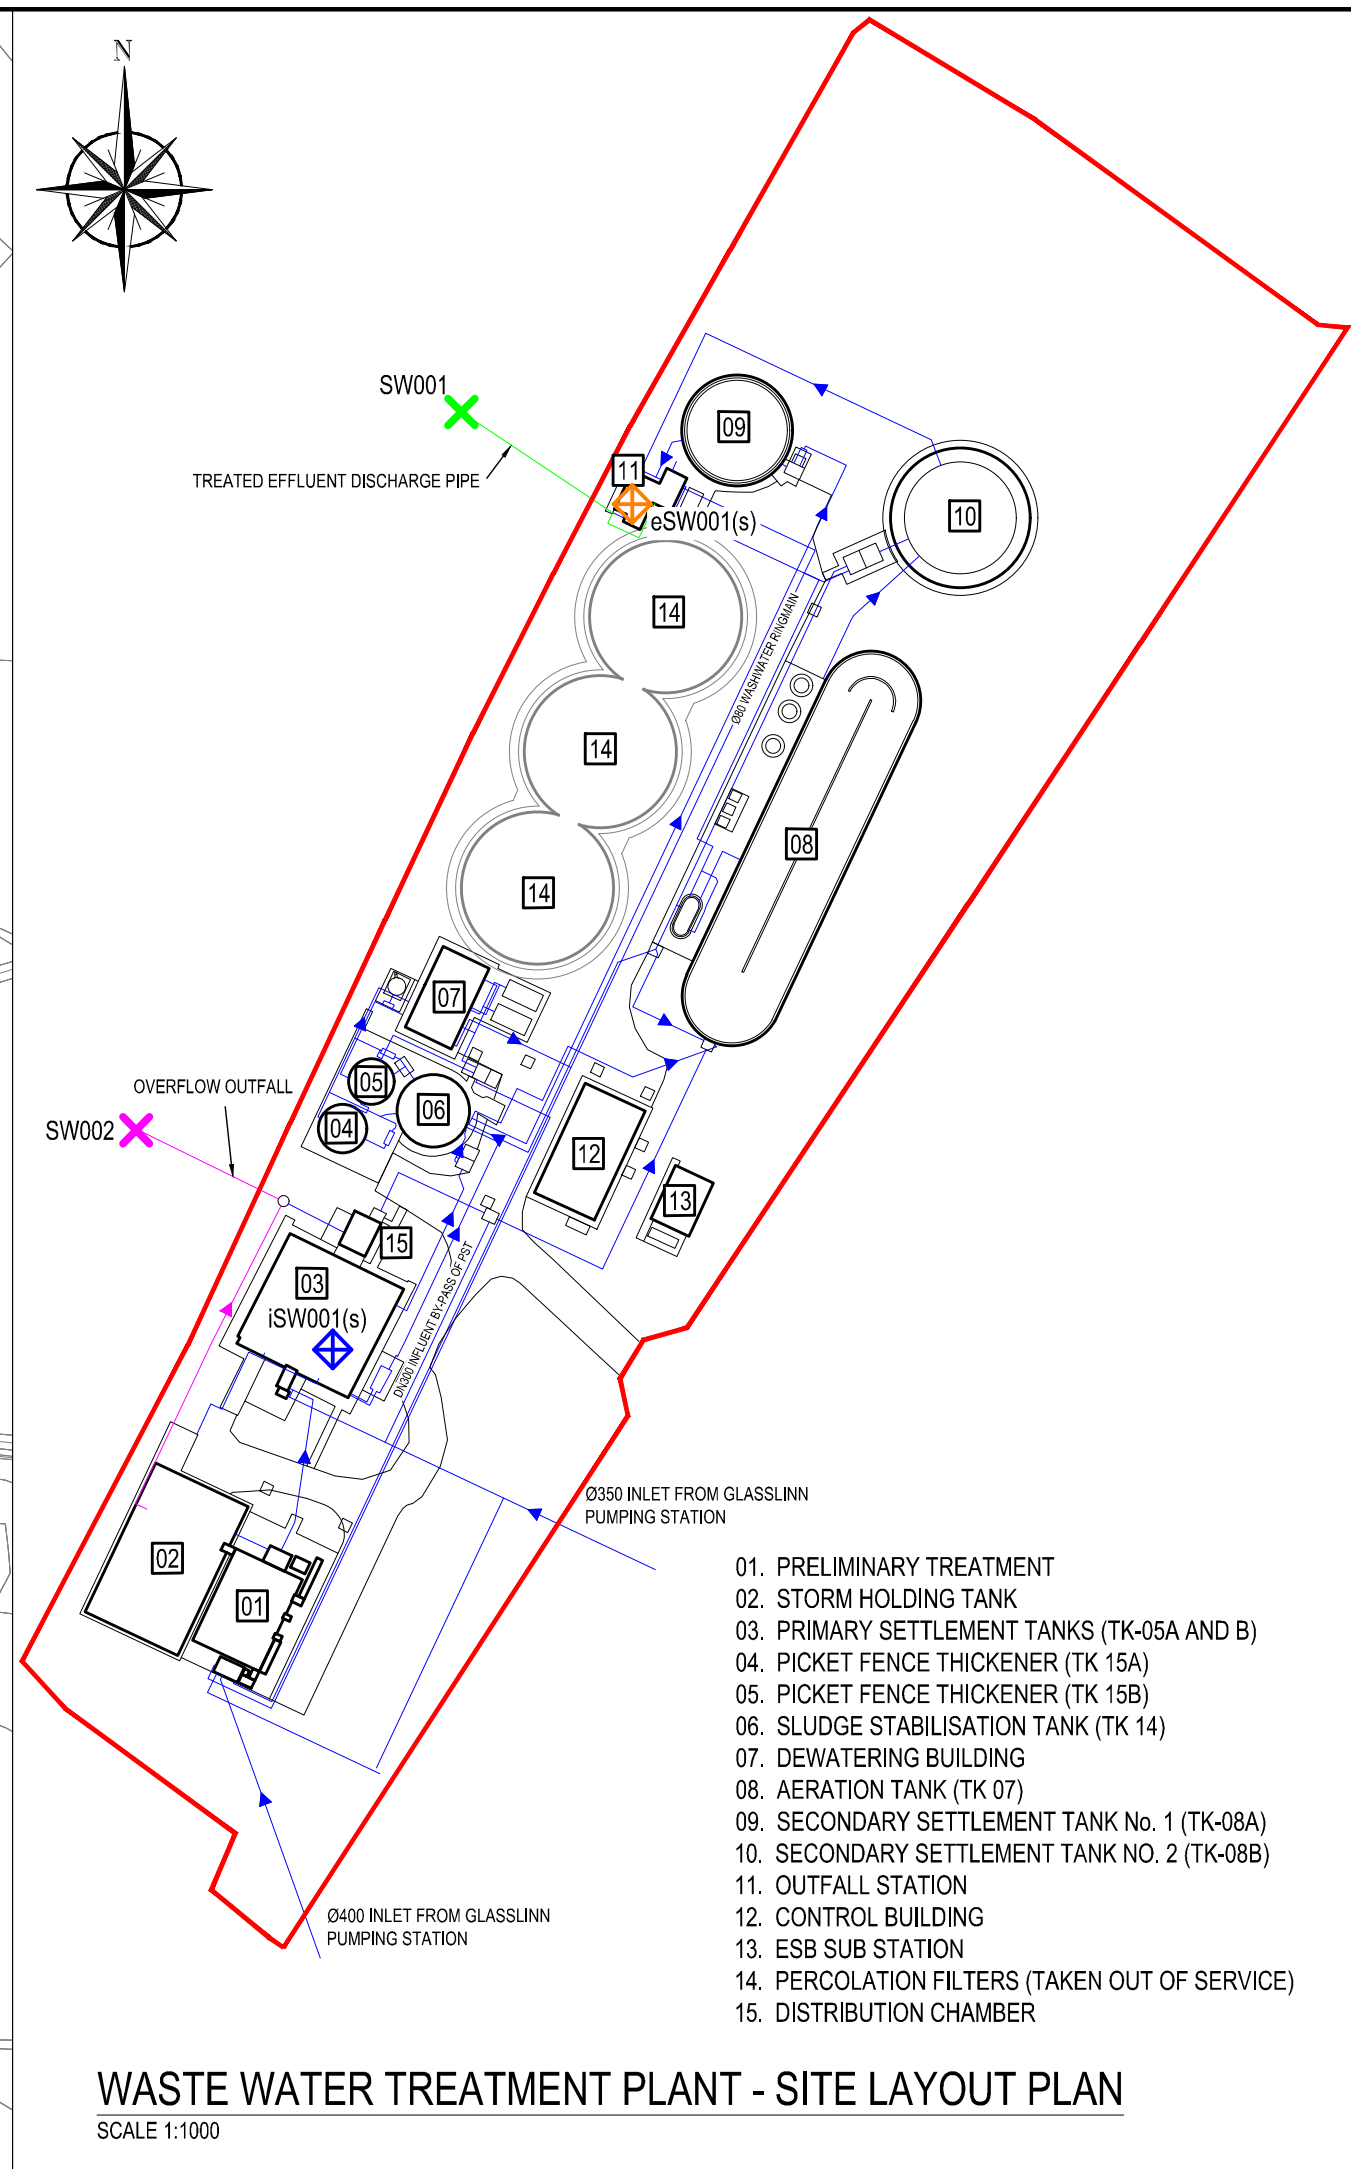 N
SW001
TREATED EFFLUENT DISCHARGE PIPE
09
11
eSW001(s)
10
14
Ø80 WASHWATER RINGMAIN
14
08
14
07
05
OVERFLOW OUTFALL
06
SW002
04
12
13
15
03
iSW001(s)
DN300 INFLUENT BY-PASS OF PST
Ø350 INLET FROM GLASSLINN
PUMPING STATION
02
01
01. PRELIMINARY TREATMENT
02. STORM HOLDING TANK
03. PRIMARY SETTLEMENT TANKS (TK-05A AND B)
04. PICKET FENCE THICKENER (TK 15A)
05. PICKET FENCE THICKENER (TK 15B)
06. SLUDGE STABILISATION TANK (TK 14)
07. DEWATERING BUILDING
08. AERATION TANK (TK 07)
09. SECONDARY SETTLEMENT TANK No. 1 (TK-08A)
10. SECONDARY SETTLEMENT TANK NO. 2 (TK-08B)
11. OUTFALL STATION
12. CONTROL BUILDING
13. ESB SUB STATION
14. PERCOLATION FILTERS (TAKEN OUT OF SERVICE)
15. DISTRIBUTION CHAMBER
Ø400 INLET FROM GLASSLINN
PUMPING STATION
WASTE WATER TREATMENT PLANT - SITE LAYOUT PLAN
SCALE 1:1000